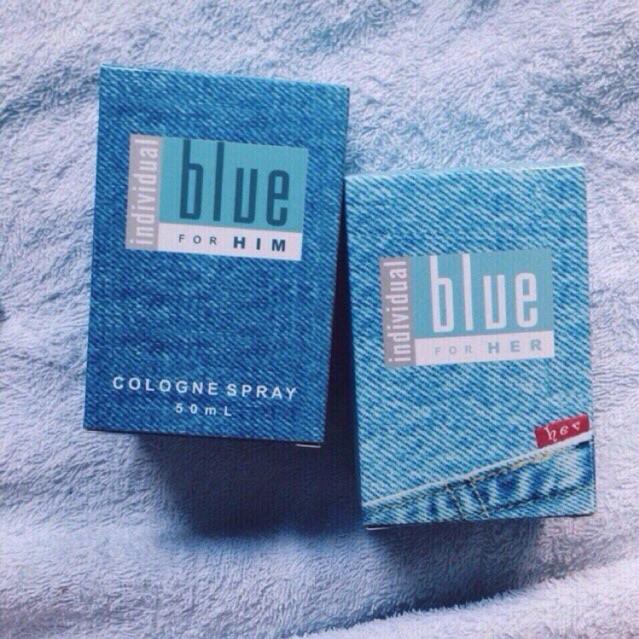 individual
blue
FOR HIM
COLOGNE SPRAY
50mL
individual
blue
FOR HER
her